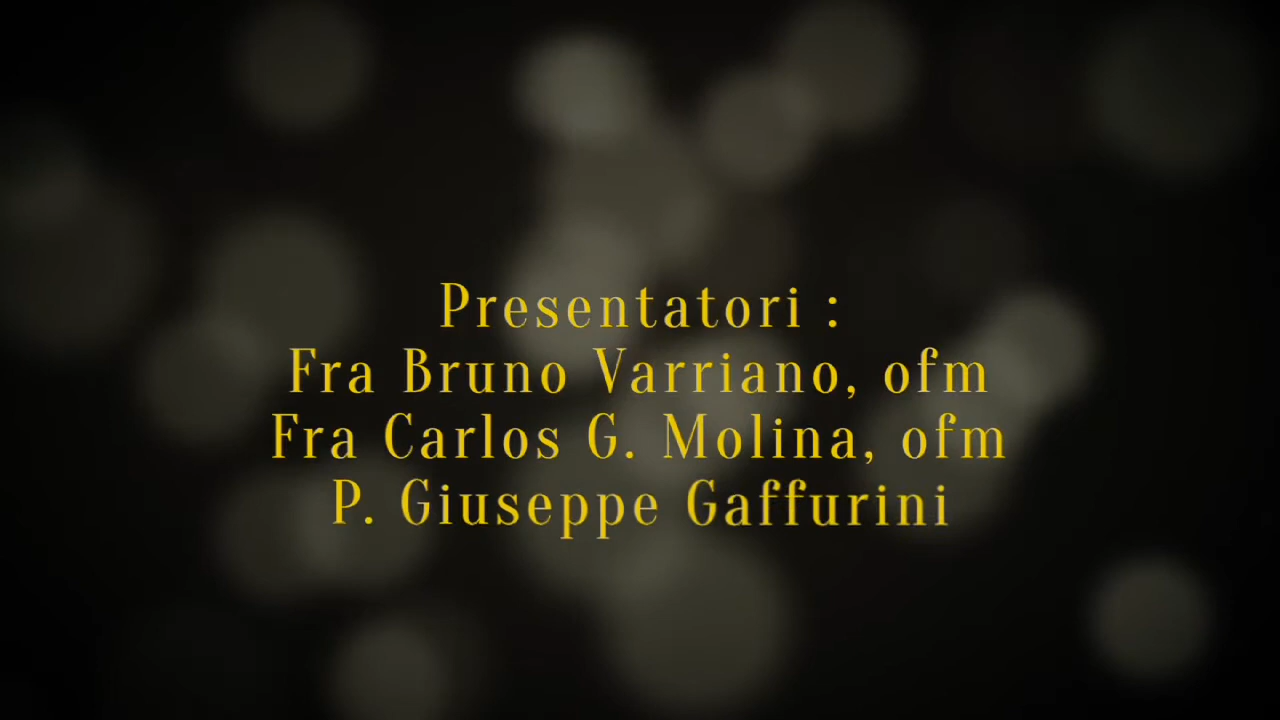 Presentatori :
Fra Bruno Varriano, ofm
Fra Carlos G. Molina, ofm
P. Giuseppe Gaffurini